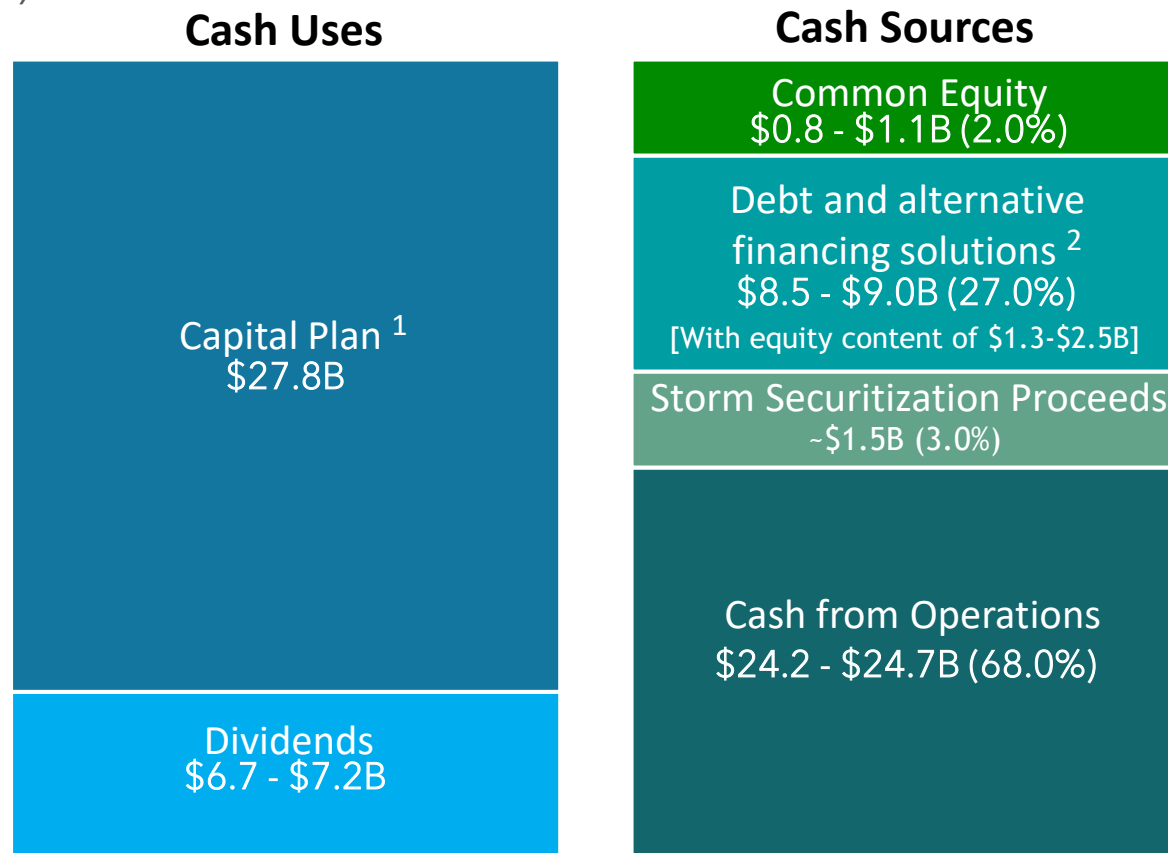 Cash Uses
Capital Plan 1
$27.8B
Dividends
$6.7 - $7.2B
Cash Sources
Common Equity
$0.8 - $1.1B (2.0%)
Debt and alternative
financing solutions 2
$8.5 - $9.0B (27.0%)
[With equity content of $1.3-$2.5B]
Storm Securitization Proceeds
~$1.5B (3.0%)
Cash from Operations
$24.2 - $24.7B (68.0%)